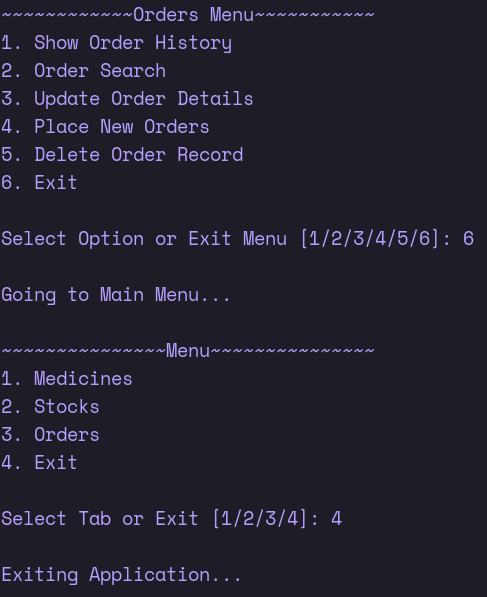 ~~~~~~~~~~~~Orders Menu~~~~~~~~~~~
1. Show Order History
2. Order Search
3. Update Order Details
4. Place New Orders
5. Delete Order Record
6. Exit
Select Option or Exit Menu [1/2/3/4/5/6]: 6
Going to Main Menu...
~~~~~~~~~~~~~~~Menu~~~~~~~~~~~~~~~
1. Medicines
2. Stocks
3. Orders
4. Exit
Select Tab or Exit [1/2/3/4]: 4
Exiting Application...